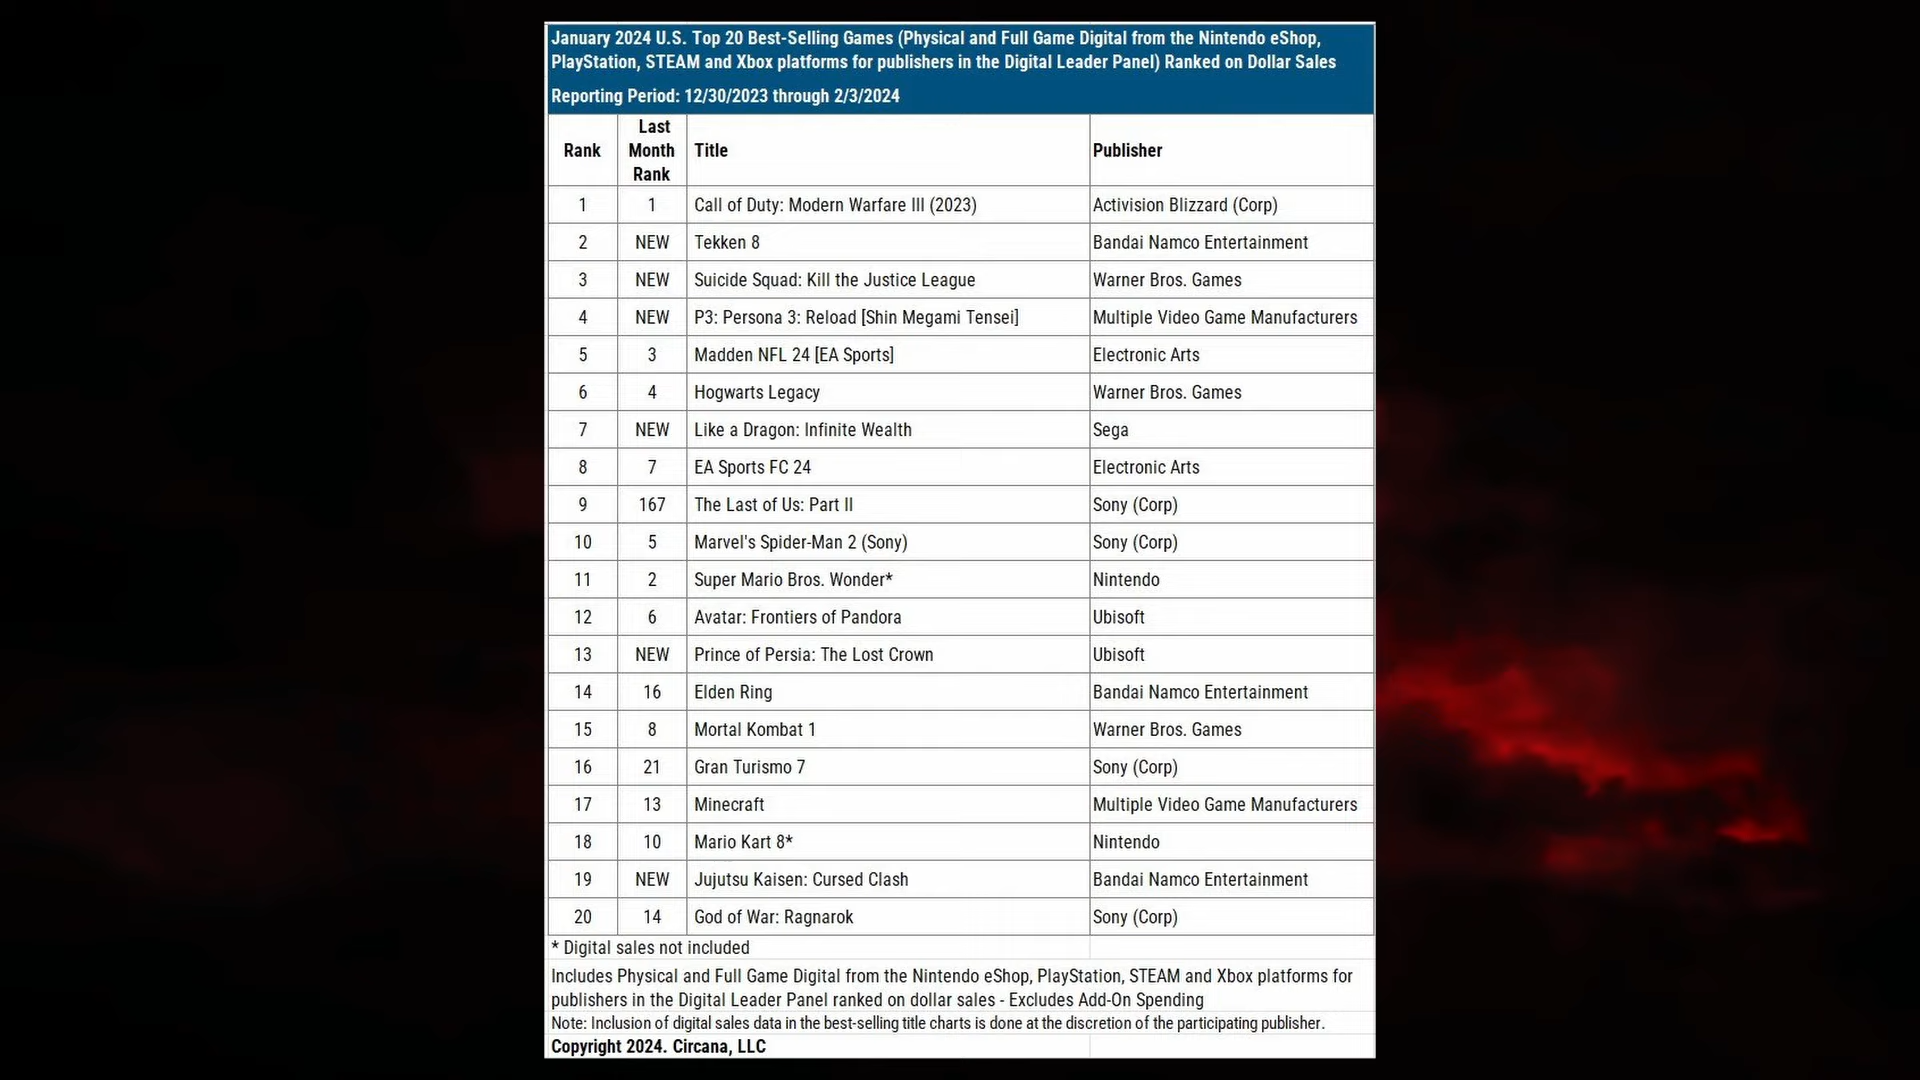 January 2024 U.S. Top 20 Best-Selling Games (Physical and Full Game Digital from the Nintendo eShop,
PlayStation, STEAM and Xbox platforms for publishers in the Digital Leader Panel) Ranked on Dollar Sales
Reporting Period: 12/30/2023 through 2/3/2024
Rank Last Month Rank Title Publisher
1 1 Call of Duty: Modern Warfare III (2023) Activision Blizzard (Corp)
2 NEW Tekken 8 Bandai Namco Entertainment
3 NEW Suicide Squad: Kill the Justice League Warner Bros. Games
4 NEW P3: Persona 3: Reload [Shin Megami Tensei] Multiple Video Game Manufacturers
5 3 Madden NFL 24 [EA Sports] Electronic Arts
6 4 Hogwarts Legacy Warner Bros. Games
7 NEW Like a Dragon: Infinite Wealth Sega
8 7 EA Sports FC 24 Electronic Arts
9 167 The Last of Us: Part II Sony (Corp)
10 5 Marvel's Spider-Man 2 (Sony) Sony (Corp)
11 2 Super Mario Bros. Wonder* Nintendo
12 6 Avatar: Frontiers of Pandora Ubisoft
13 NEW Prince of Persia: The Lost Crown Ubisoft
14 16 Elden Ring Bandai Namco Entertainment
15 8 Mortal Kombat 1 Warner Bros. Games
16 21 Gran Turismo 7 Sony (Corp)
17 13 Minecraft Multiple Video Game Manufacturers
18 10 Mario Kart 8* Nintendo
19 NEW Jujutsu Kaisen: Cursed Clash Bandai Namco Entertainment
20 14 God of War: Ragnarok Sony (Corp)
* Digital sales not included
Includes Physical and Full Game Digital from the Nintendo eShop, PlayStation, STEAM and Xbox platforms for
publishers in the Digital Leader Panel ranked on dollar sales - Excludes Add-On Spending
Note: Inclusion of digital sales data in the best-selling title charts is done at the discretion of the participating publisher.
Copyright 2024. Circana, LLC